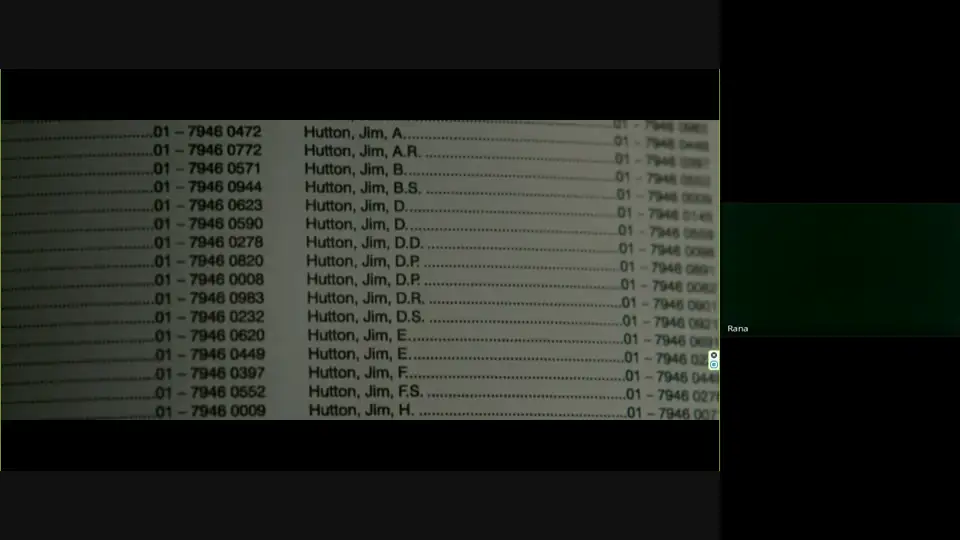 01 – 7946 0472 Hutton, Jim, A.
01 – 7946 0772 Hutton, Jim, A.R. 01 – 7946
01 – 7946 0571 Hutton, Jim, B. 01 – 7946
01 – 7946 0944 Hutton, Jim, B.S. 01 – 7946
01 – 7946 0623 Hutton, Jim, D. 01 – 7946
01 – 7946 0590 Hutton, Jim, D. 01 – 7946
01 – 7946 0278 Hutton, Jim, D.D. 01 – 7946
01 – 7946 0820 Hutton, Jim, D.P. 01 – 7946
01 – 7946 0008 Hutton, Jim, D.P. 01 – 7946
01 – 7946 0983 Hutton, Jim, D.R. 01 – 7946
01 – 7946 0232 Hutton, Jim, D.S. 01 – 7946
01 – 7946 0620 Hutton, Jim, E. 01 – 7946
01 – 7946 0449 Hutton, Jim, E. 01 – 7946
01 – 7946 0397 Hutton, Jim, F. 01 – 7946
01 – 7946 0552 Hutton, Jim, F.S. 01 – 7946
01 – 7946 0009 Hutton, Jim, H. 01 – 7946
Rana